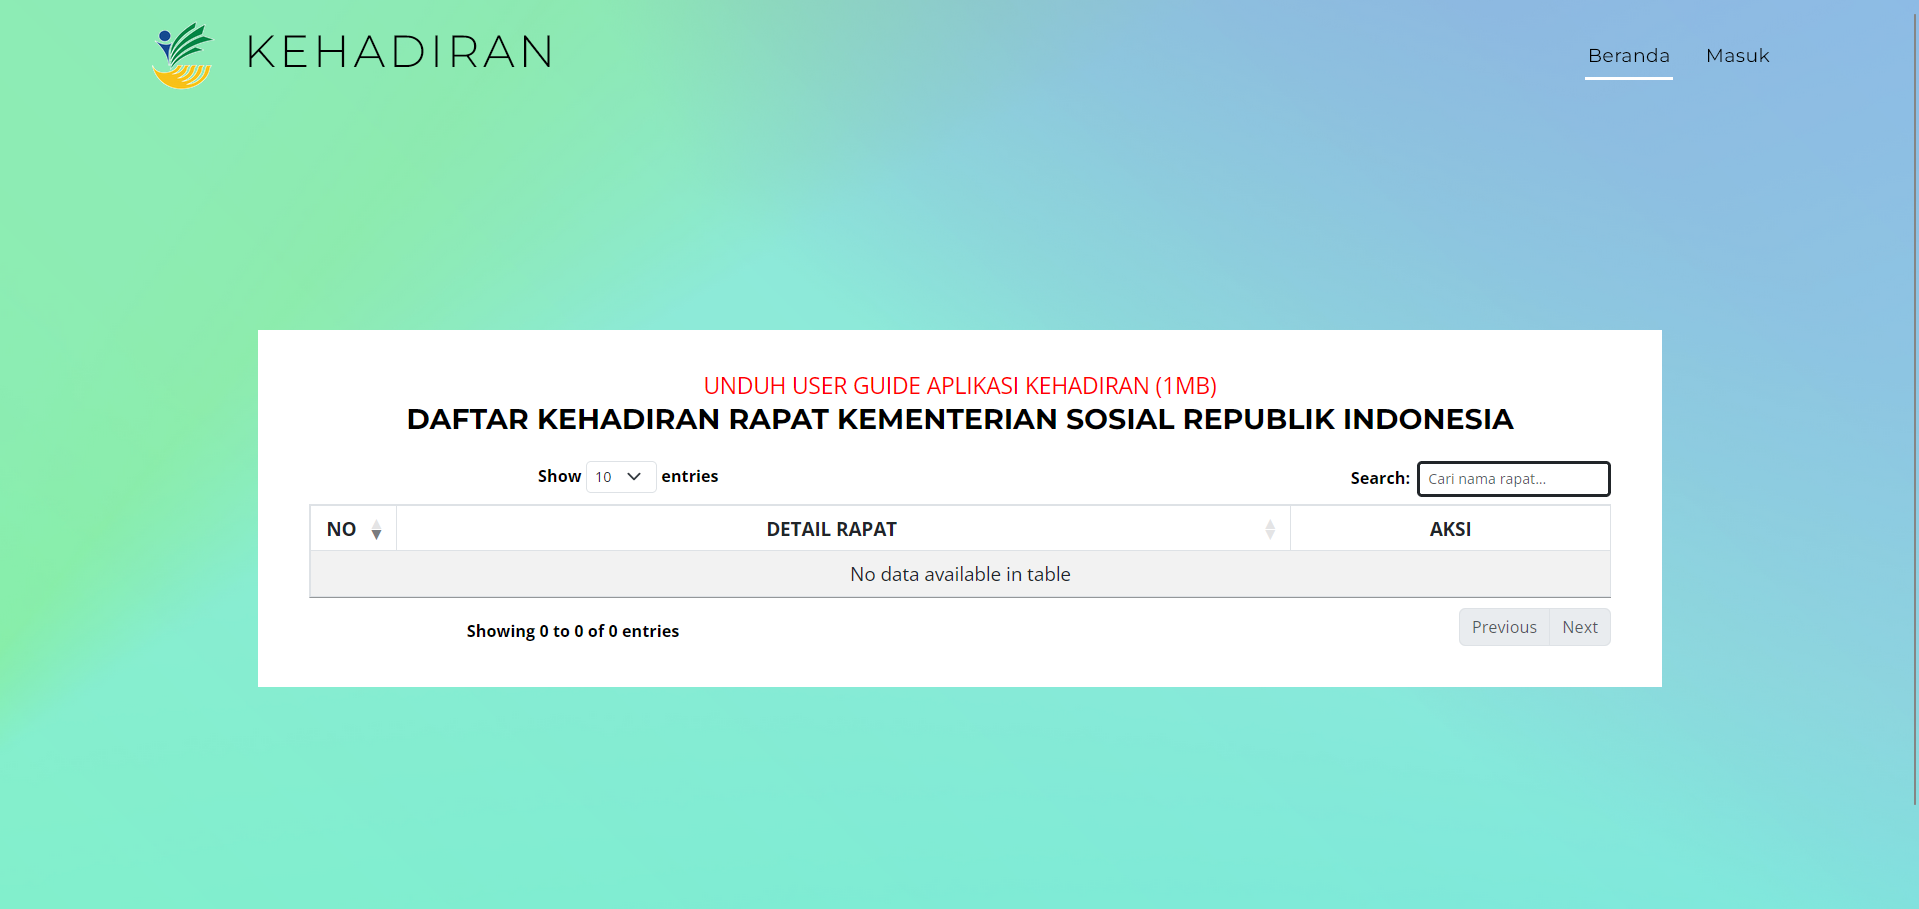 KEHADIRAN
Beranda Masuk
UNDUH USER GUIDE APLIKASI KEHADIRAN (1MB)
DAFTAR KEHADIRAN RAPAT KEMENTERIAN SOSIAL REPUBLIK INDONESIA
Show 10 entries Search: Cari nama rapat...
NO DETAIL RAPAT AKSI
No data available in table
Showing 0 to 0 of 0 entries Previous Next